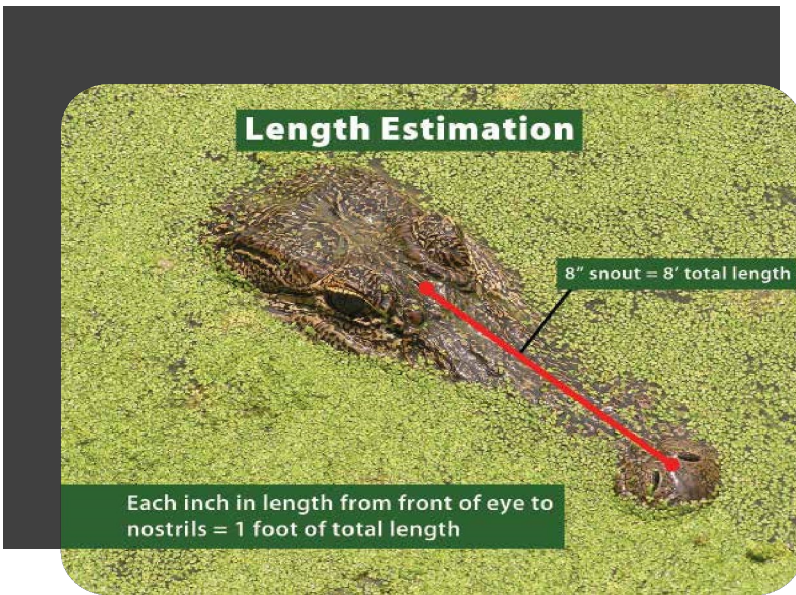 Length Estimation
8” snout = 8’ total length
Each inch in length from front of eye to
nostrils = 1 foot of total length